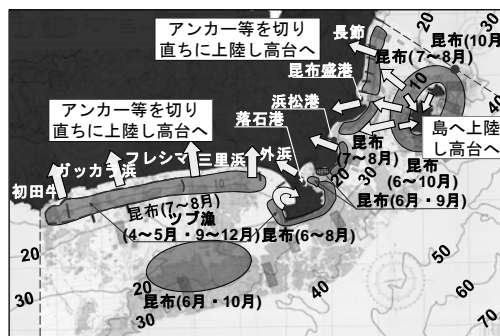 アンカー等を切り
直ちに上陸し高台へ
長節
昆布(10月)
昆布(7～8月)
昆布盛港
浜松港
落石港
島へ上陸
し高台へ
アンカー等を切り
直ちに上陸し高台へ
外浜
三里浜
フレシマ
ガッカラ浜
初田牛
昆布
(7～8月)
昆布
(6～10月)
昆布(6月・9月)
昆布(7～8月)
ツブ漁
(4～5月・9～12月)
昆布(6～8月)
昆布(6月・10月)
20
30
10
40
20
30
10
20
30
20
30
40
50
60
70